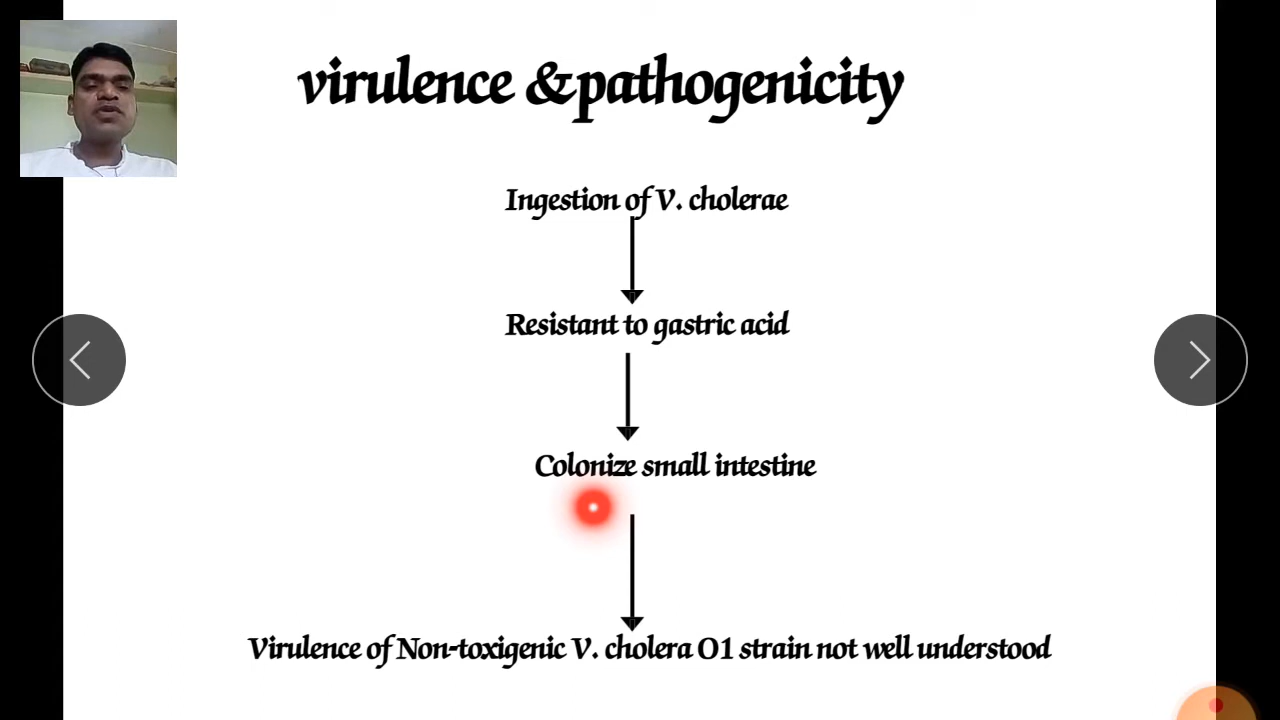 virulence &pathogenicity
Ingestion of V. cholerae
Resistant to gastric acid
Colonize small intestine
Virulence of Non-toxigenic V. cholera O1 strain not well understood